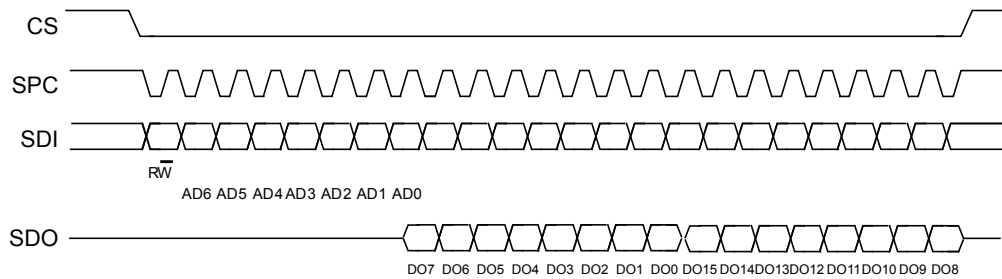 CS
SPC
SDI
RW̅
AD6 AD5 AD4 AD3 AD2 AD1 AD0
SDO
DO7 DO6 DO5 DO4 DO3 DO2 DO1 DO0 DO15 DO14 DO13 DO12 DO11 DO10 DO9 DO8